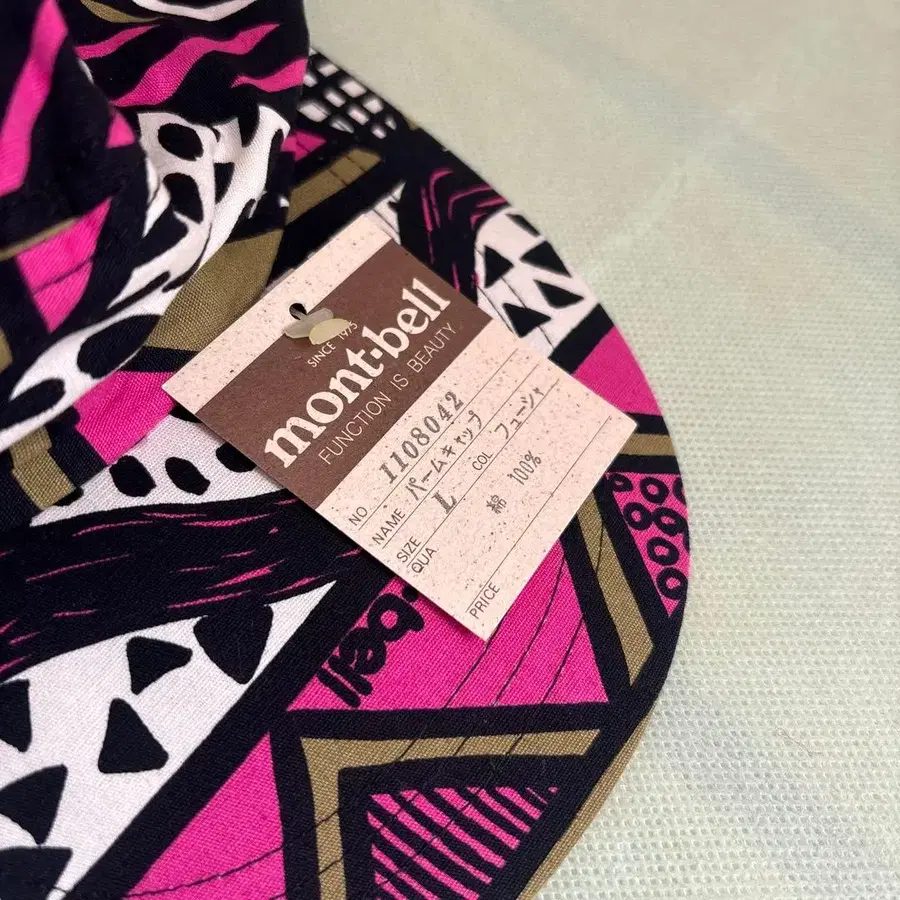 SINCE 1975
mont-bell
FUNCTION IS BEAUTY
NO 1108042
NAME パームキャップ
SIZE L COL フューシャ
QUA 綿 100%
PRICE
bell